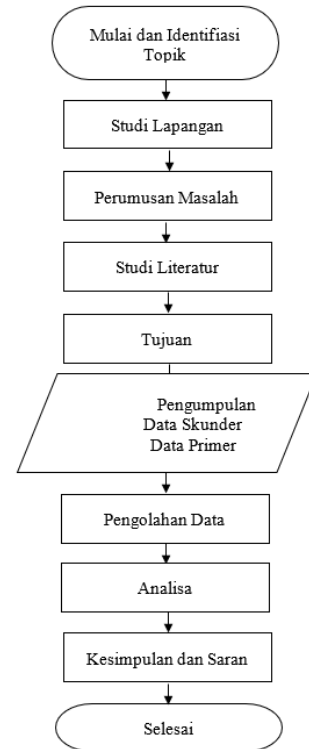 Mulai dan Identifiasi
Topik
Studi Lapangan
Perumusan Masalah
Studi Literatur
Tujuan
Pengumpulan
Data Skunder
Data Primer
Pengolahan Data
Analisa
Kesimpulan dan Saran
Selesai